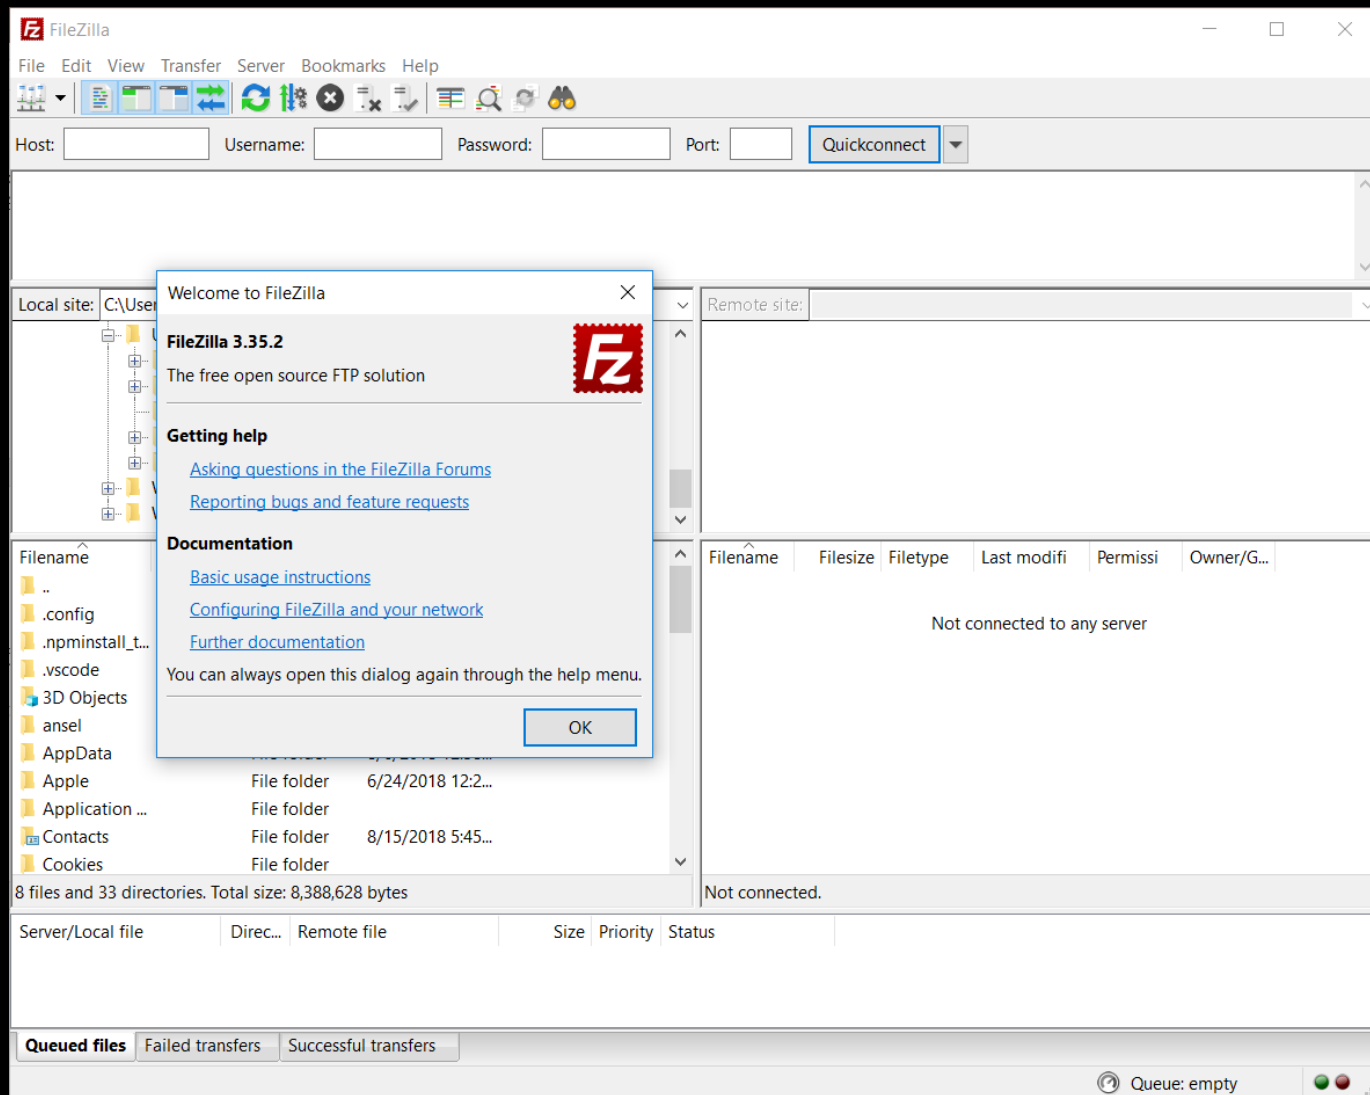 FileZilla
File Edit View Transfer Server Bookmarks Help
Host: Username: Password: Port: Quickconnect
Local site: C:\User
Remote site:
Welcome to FileZilla
FileZilla 3.35.2
The free open source FTP solution
Getting help
Asking questions in the FileZilla Forums
Reporting bugs and feature requests
Documentation
Basic usage instructions
Configuring FileZilla and your network
Further documentation
You can always open this dialog again through the help menu.
OK
Filename
..
.config
.npminstall_t...
.vscode
3D Objects
ansel
AppData
Apple File folder 6/24/2018 12:2...
Application ... File folder
Contacts File folder 8/15/2018 5:45...
Cookies File folder
8 files and 33 directories. Total size: 8,388,628 bytes
Filename Filesize Filetype Last modifi Permissi Owner/G...
Not connected to any server
Not connected.
Server/Local file Direc... Remote file Size Priority Status
Queued files Failed transfers Successful transfers
Queue: empty